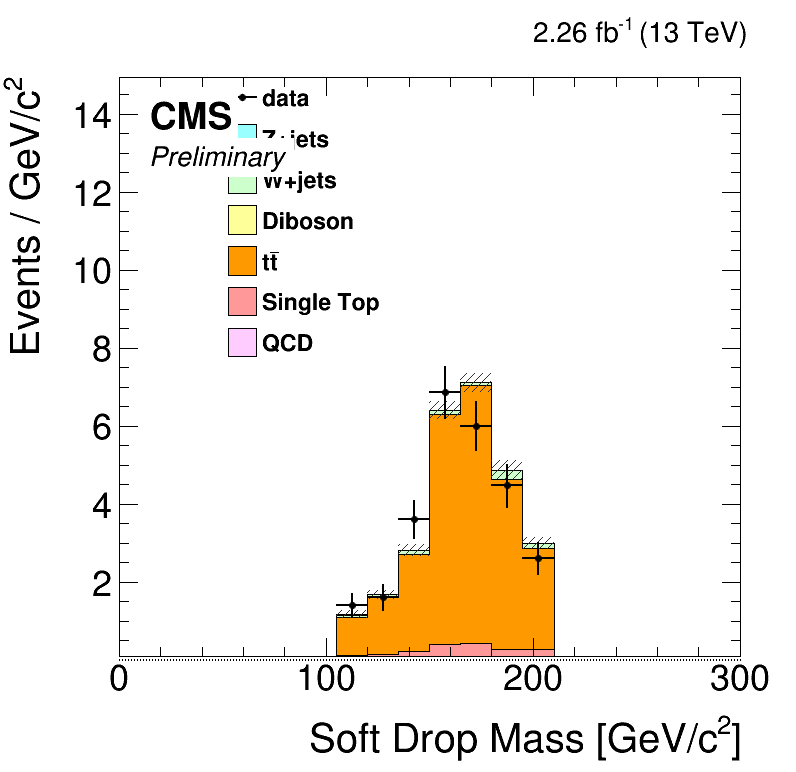 2.26 fb⁻¹ (13 TeV)
Events / GeV/c²
14
12
10
8
6
4
2
CMS
Preliminary
data
Z+jets
W+jets
Diboson
tt̄
Single Top
QCD
0 100 200 300
Soft Drop Mass [GeV/c²]